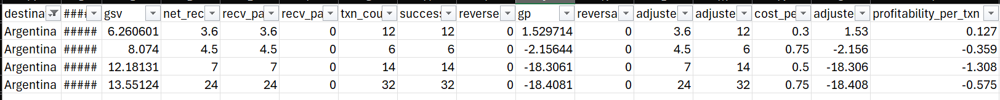 destina ### gsv net_rec recv_pa recv_pa txn_cou success reverse gp reversa adjuste adjuste cost_pe adjuste profitability_per_txn
Argentina ##### 6.260601 3.6 3.6 0 12 12 0 1.529714 0 3.6 12 0.3 1.53 0.127
Argentina ##### 8.074 4.5 4.5 0 6 6 0 -2.15644 0 4.5 6 0.75 -2.156 -0.359
Argentina ##### 12.18131 7 7 0 14 14 0 -18.3061 0 7 14 0.5 -18.306 -1.308
Argentina ##### 13.55124 24 24 0 32 32 0 -18.4081 0 24 32 0.75 -18.408 -0.575